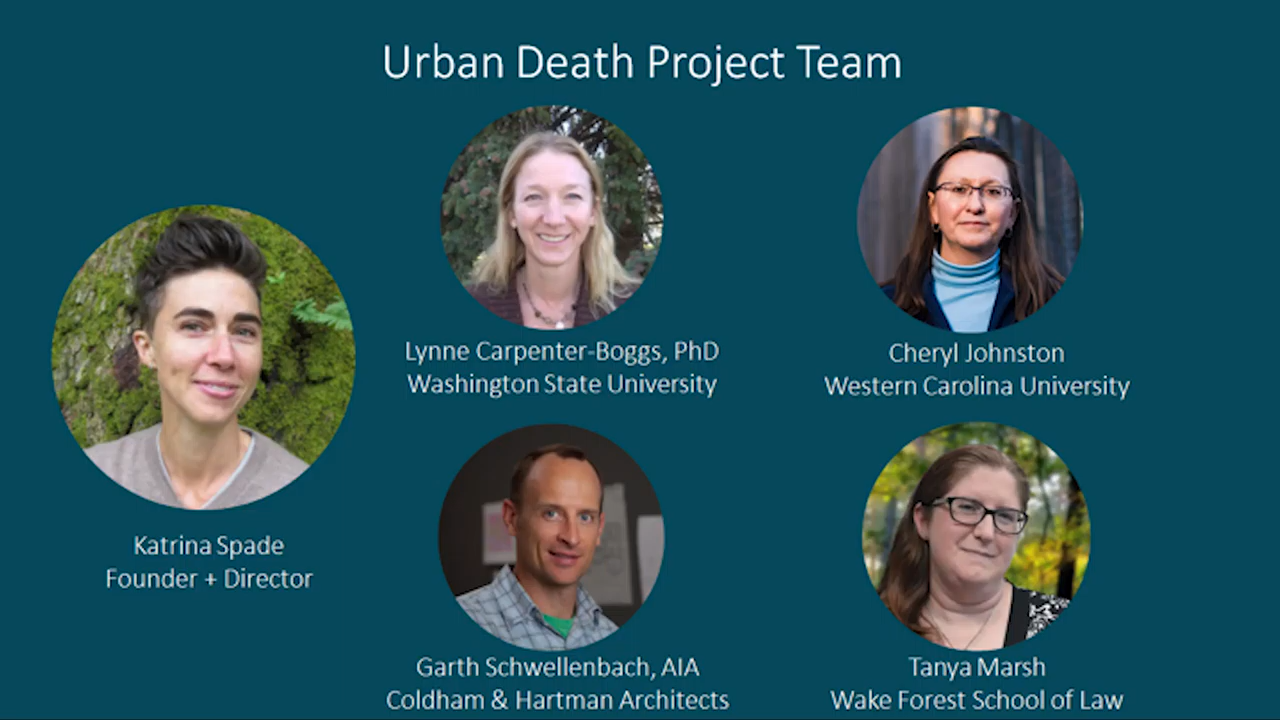 Urban Death Project Team
Lynne Carpenter-Boggs, PhD
Washington State University
Cheryl Johnston
Western Carolina University
Katrina Spade
Founder + Director
Garth Schwellenbach, AIA
Coldham & Hartman Architects
Tanya Marsh
Wake Forest School of Law